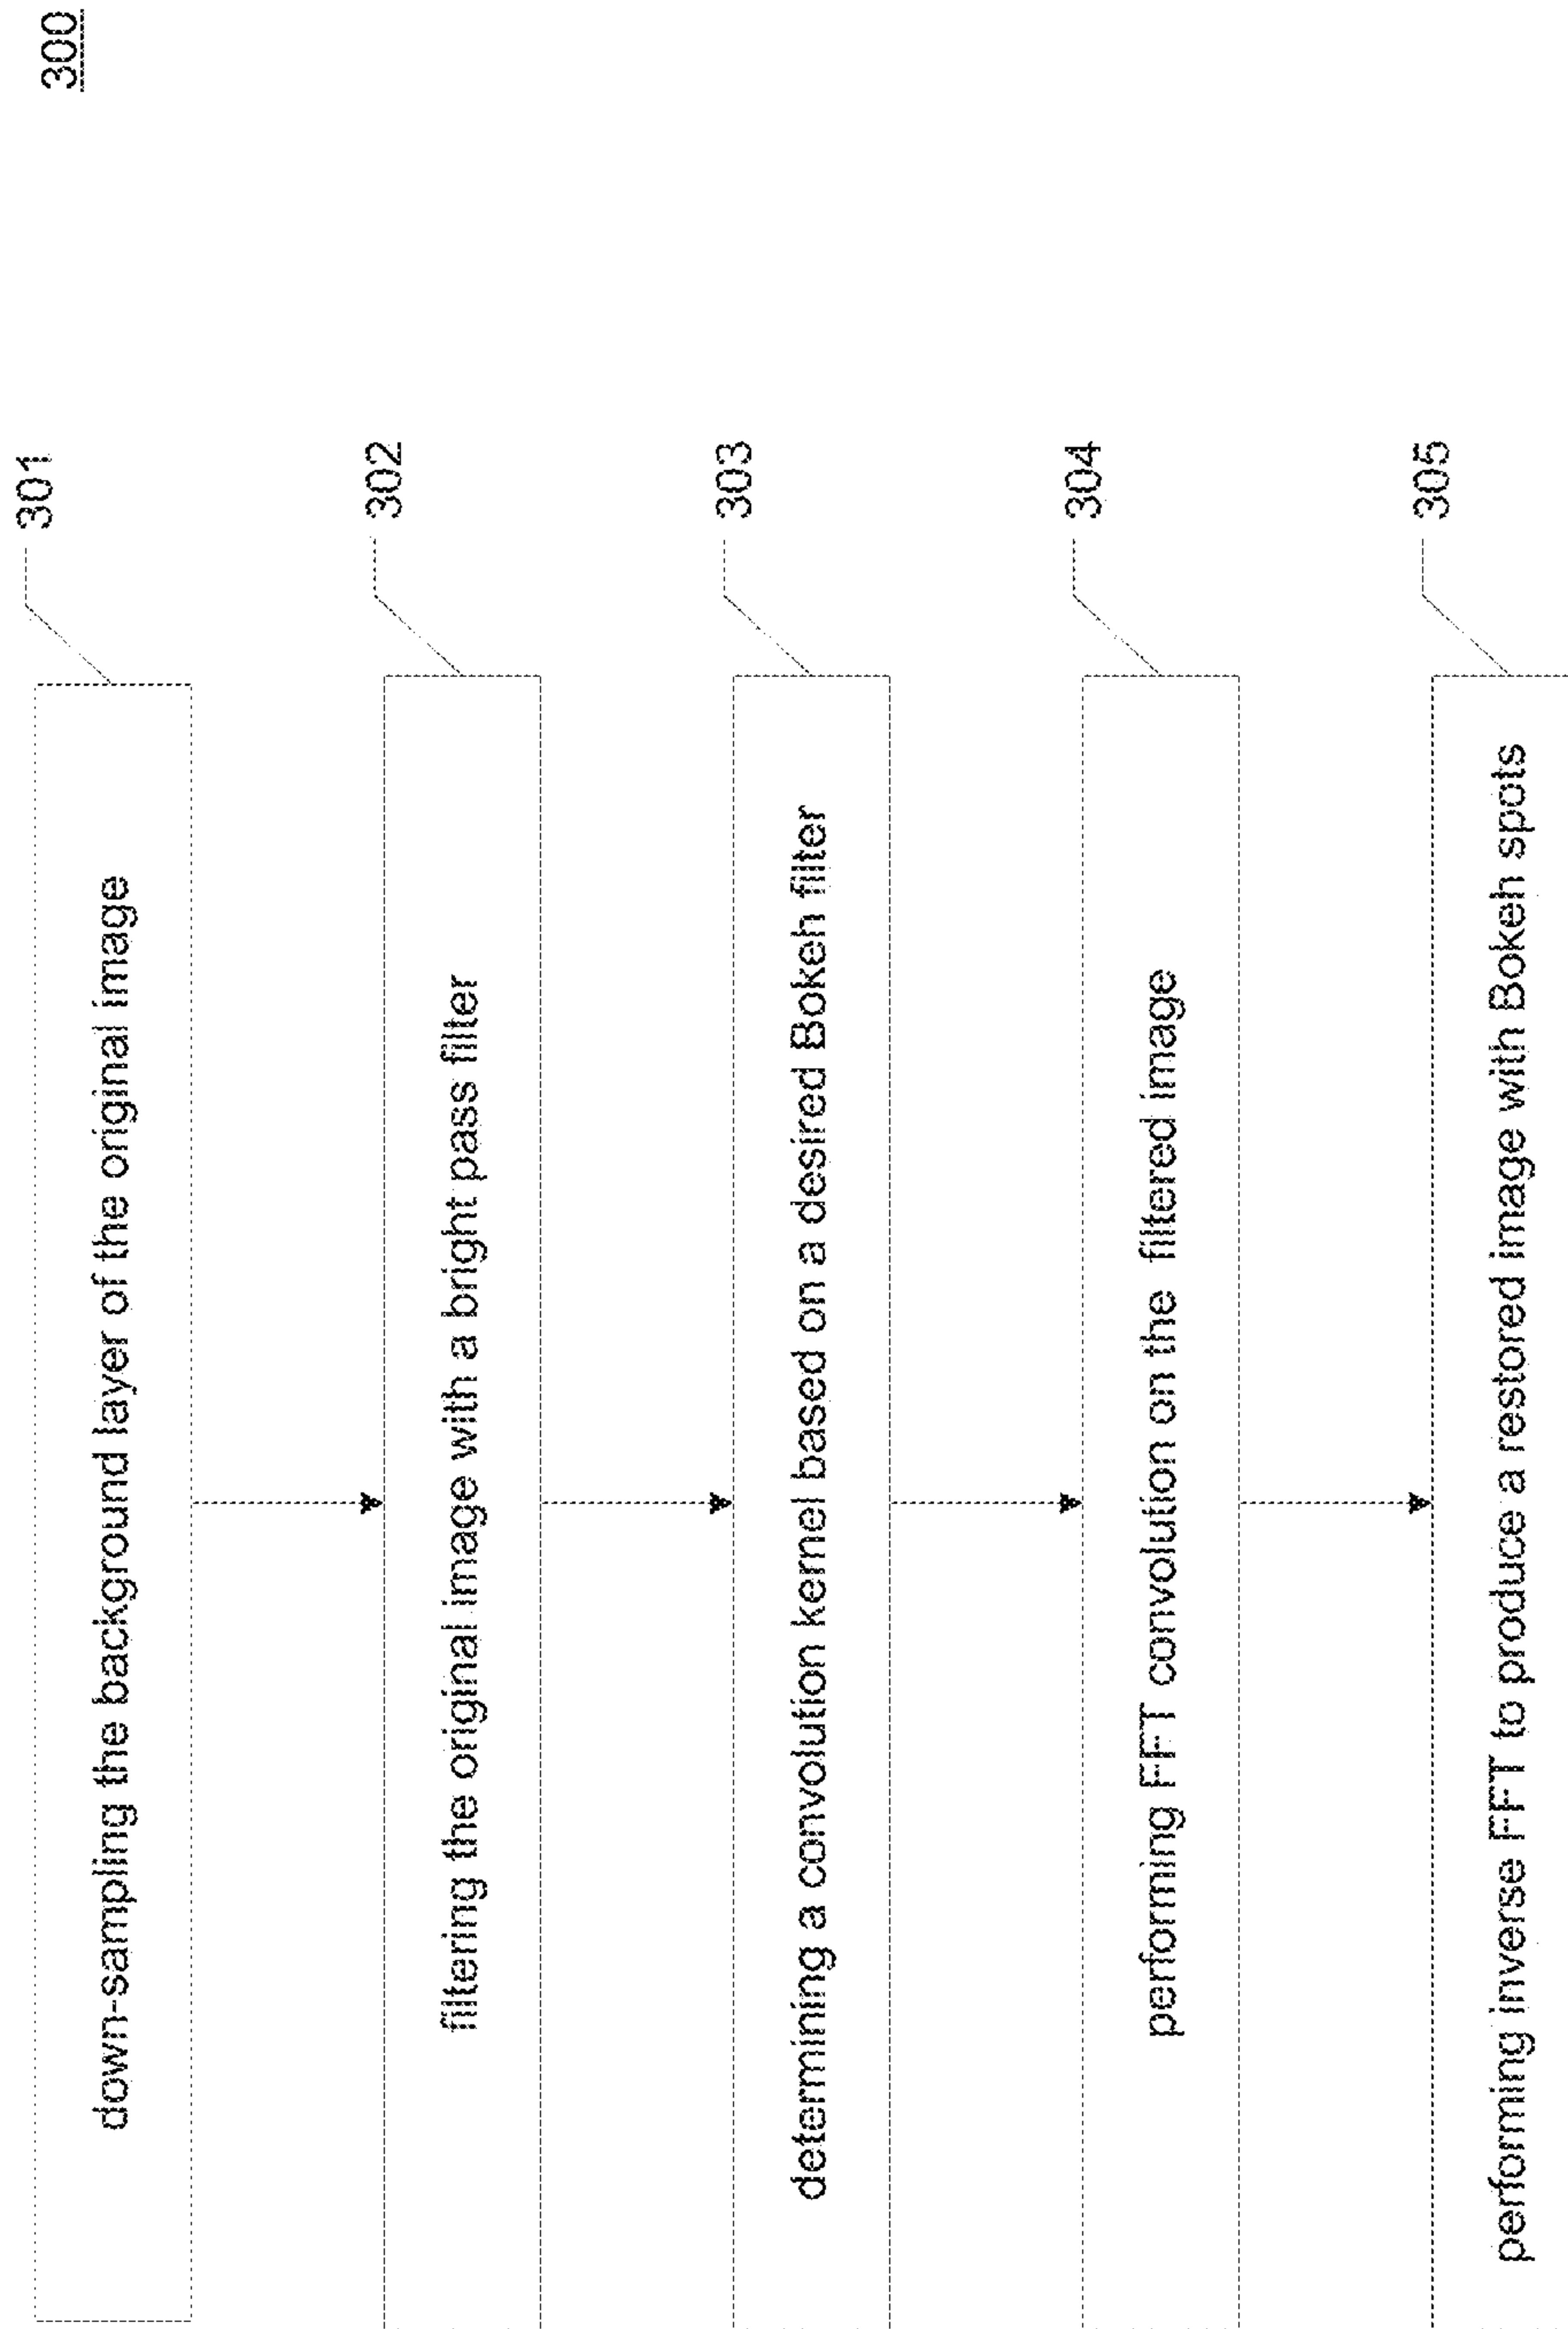 300
down-sampling the background layer of the original image
301
filtering the original image with a bright pass filter
302
determining a convolution kernel based on a desired Bokeh filter
303
performing FFT convolution on the filtered image
304
performing inverse FFT to produce a restored image with Bokeh spots
305